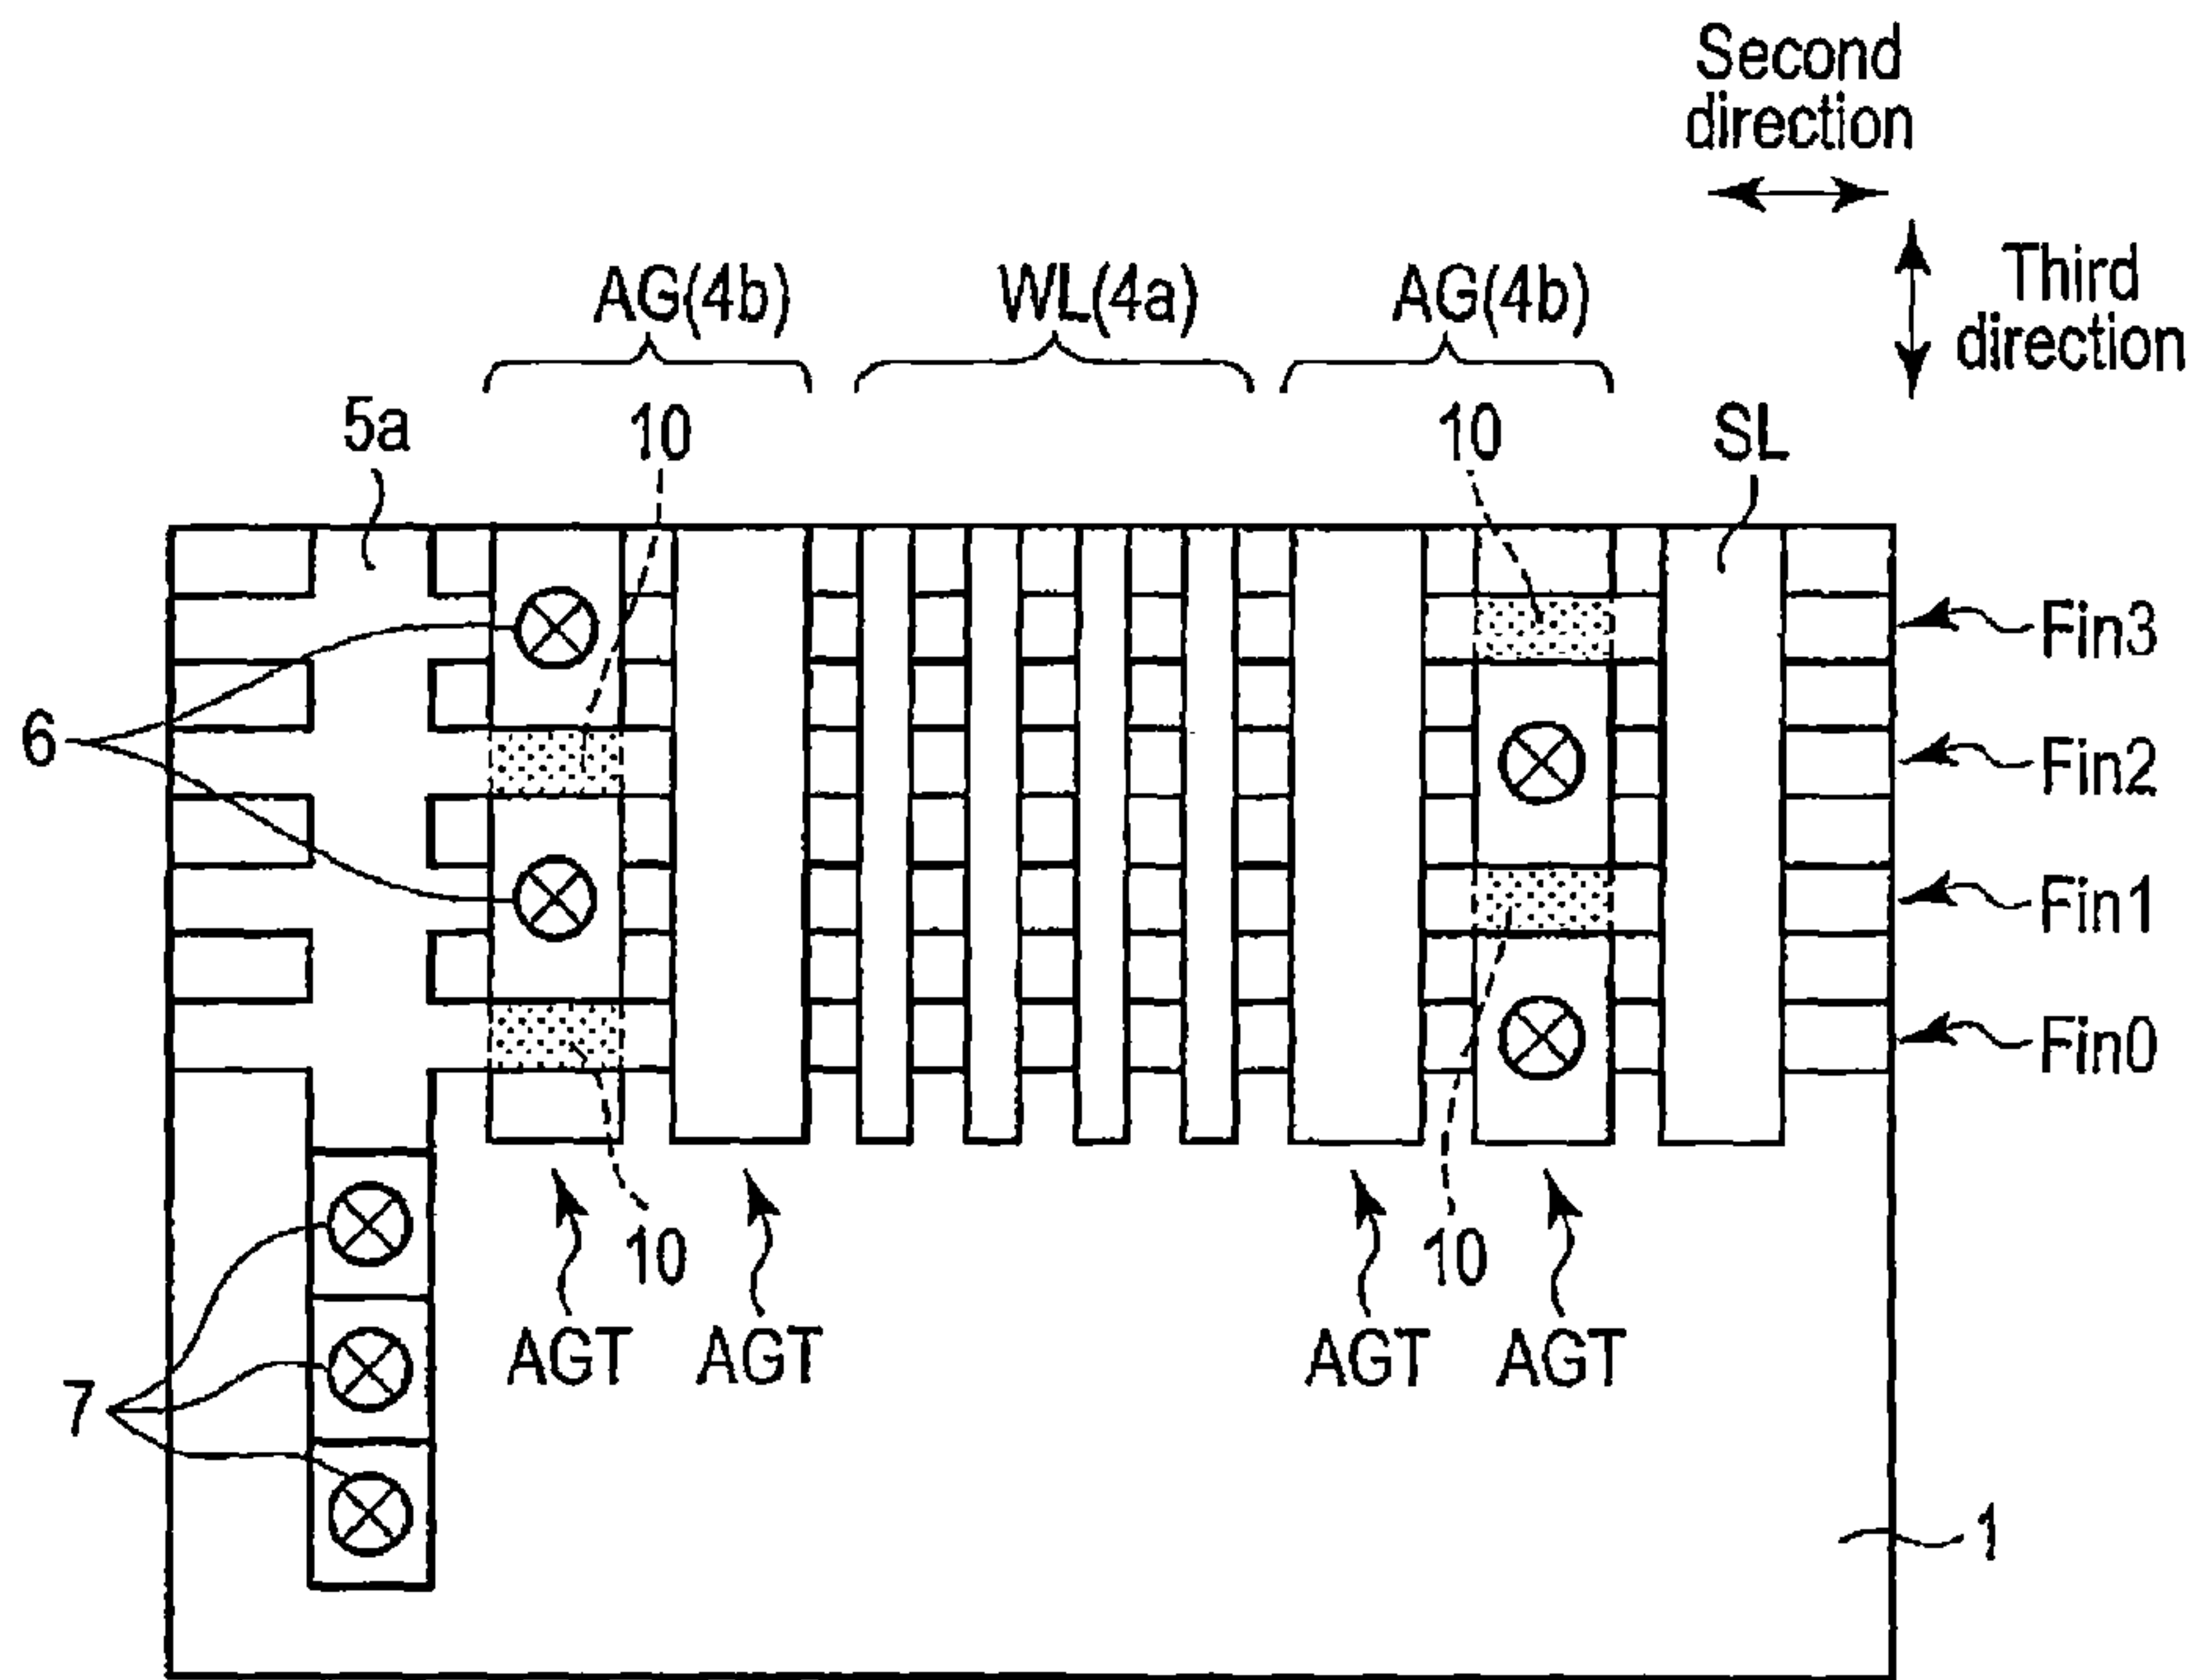 Second
direction
Third
direction
AG(4b)
WL(4a)
AG(4b)
5a
10
10
SL
Fin3
6
Fin2
Fin1
Fin0
10
10
AGT
AGT
AGT
AGT
7
1